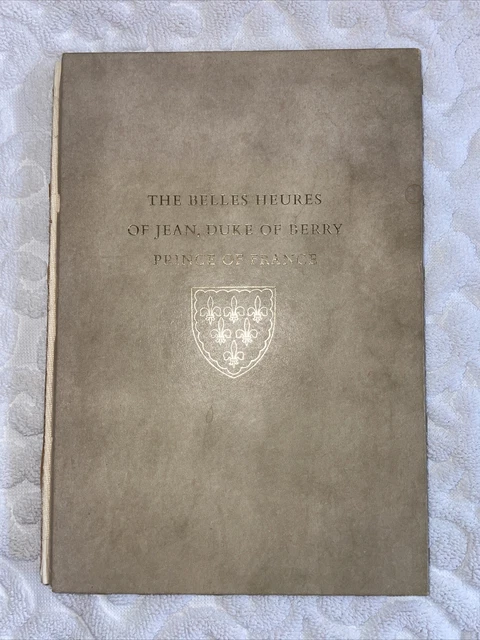 THE BELLES HEURES
OF JEAN, DUKE OF BERRY
PRINCE OF FRANCE